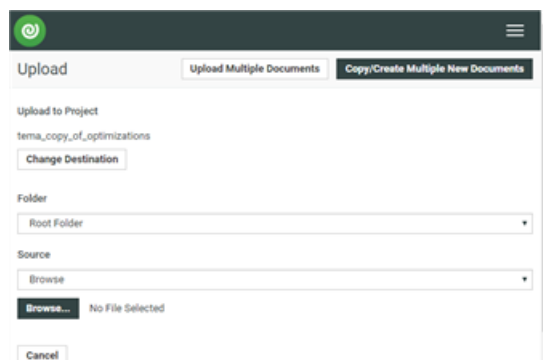 Upload
Upload Multiple Documents
Copy/Create Multiple New Documents
Upload to Project
tema_copy_of_optimizations
Change Destination
Folder
Root Folder
Source
Browse
Browse... No File Selected
Cancel